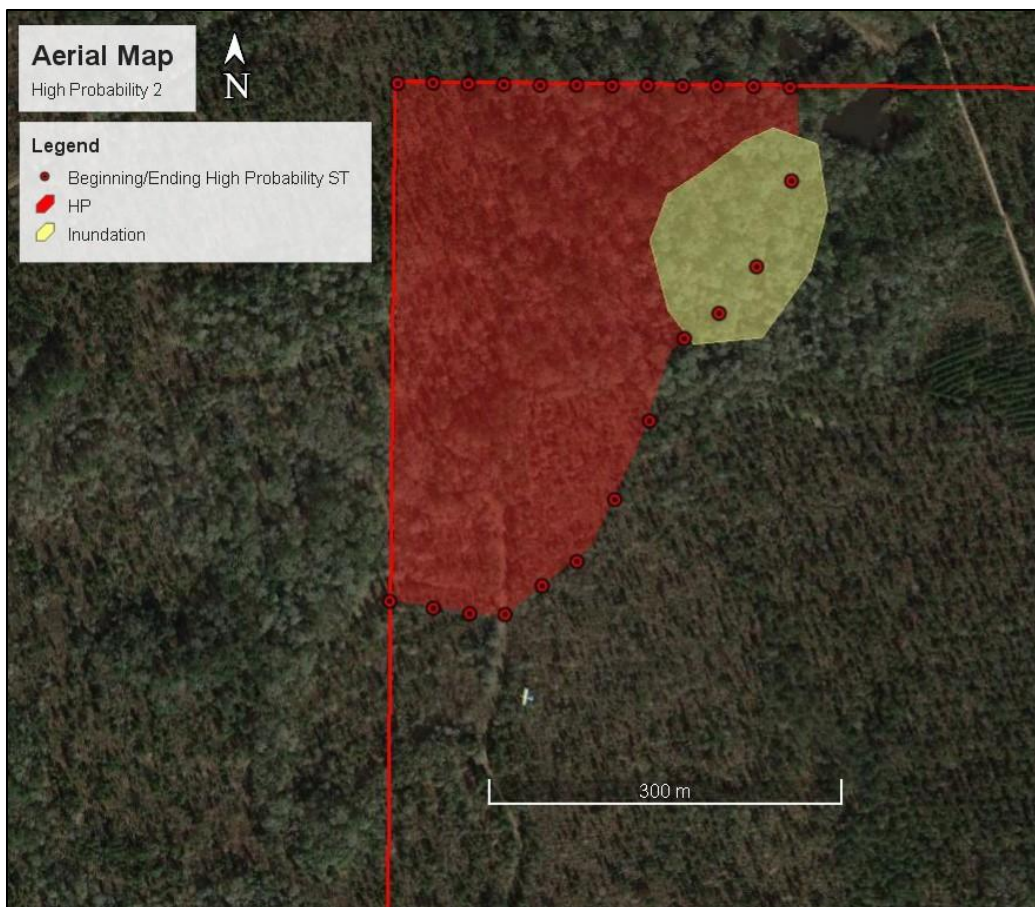 Aerial Map
High Probability 2
N
Legend
Beginning/Ending High Probability ST
HP
Inundation
300 m